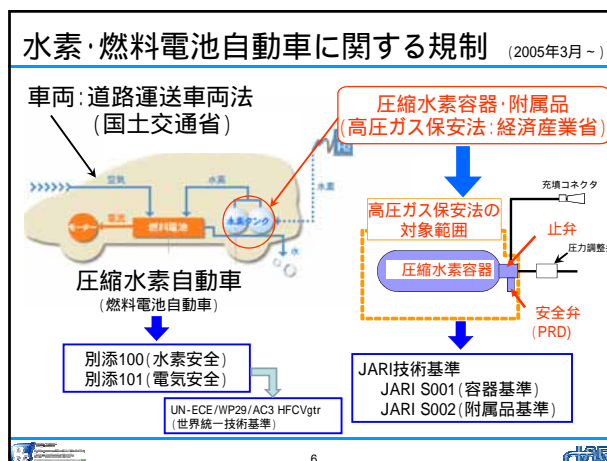 水素・燃料電池自動車に関する規制 (2005年3月~)
車両:道路運送車両法
(国土交通省)
圧縮水素容器・附属品
(高圧ガス保安法:経済産業省)
空気
水素
水素
モーター
電流
燃料電池
水素タンク
水
圧縮水素自動車
(燃料電池自動車)
別添100(水素安全)
別添101(電気安全)
UN-ECE/WP29/AC3 HFCVgtr
(世界統一技術基準)
高圧ガス保安法の
対象範囲
充填コネクタ
止弁
圧力調整
圧縮水素容器
安全弁
(PRD)
JARI技術基準
JARI S001(容器基準)
JARI S002(附属品基準)
6